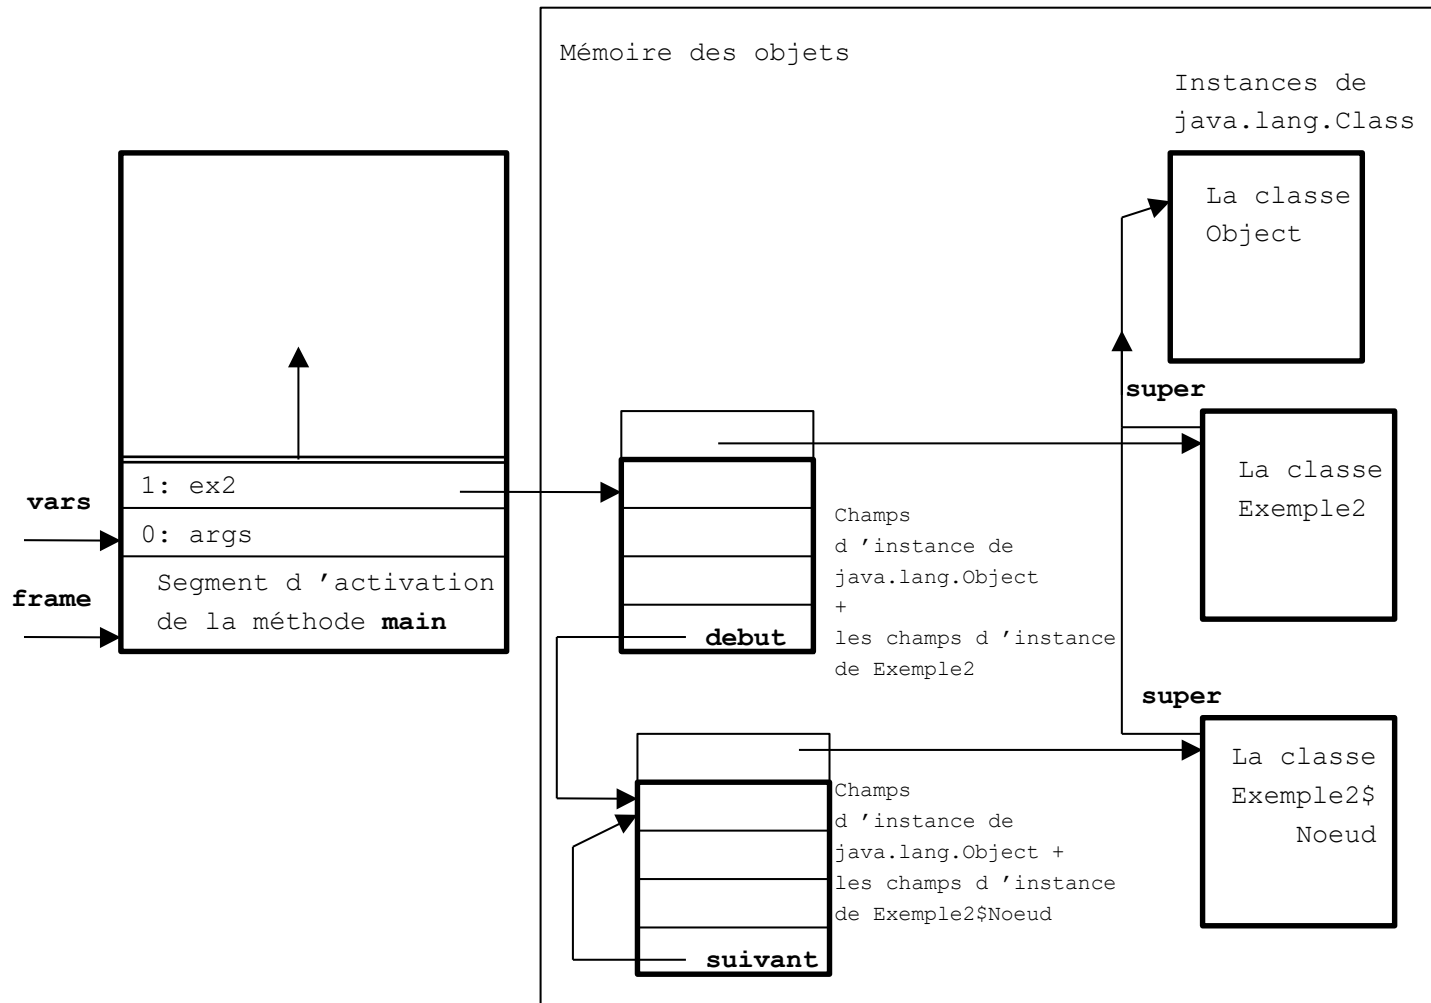 Mémoire des objets
Instances de
java.lang.Class
La classe
Object
super
1: ex2
vars
0: args
Segment d ’activation
frame
de la méthode main
La classe
Exemple2
Champs
d ’instance de
java.lang.Object
+
les champs d ’instance
de Exemple2
debut
super
La classe
Exemple2$
Noeud
Champs
d ’instance de
java.lang.Object +
les champs d ’instance
de Exemple2$Noeud
suivant